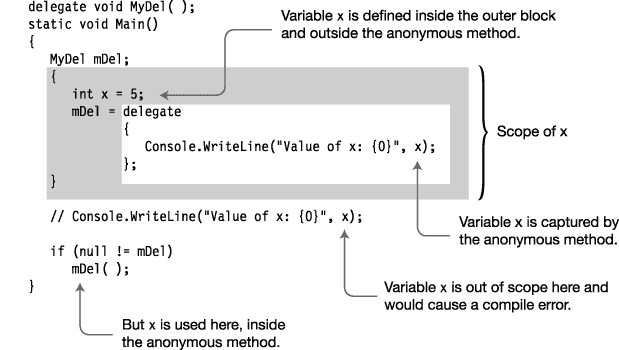 delegate void MyDel( );
static void Main()
{
MyDel mDel;
{
int x = 5;
mDel = delegate
{
Console.WriteLine("Value of x: {0}", x);
};
}
// Console.WriteLine("Value of x: {0}", x);
if (null != mDel)
mDel( );
}
Variable x is defined inside the outer block
and outside the anonymous method.
Scope of x
Variable x is captured by
the anonymous method.
Variable x is out of scope here and
would cause a compile error.
But x is used here, inside
the anonymous method.